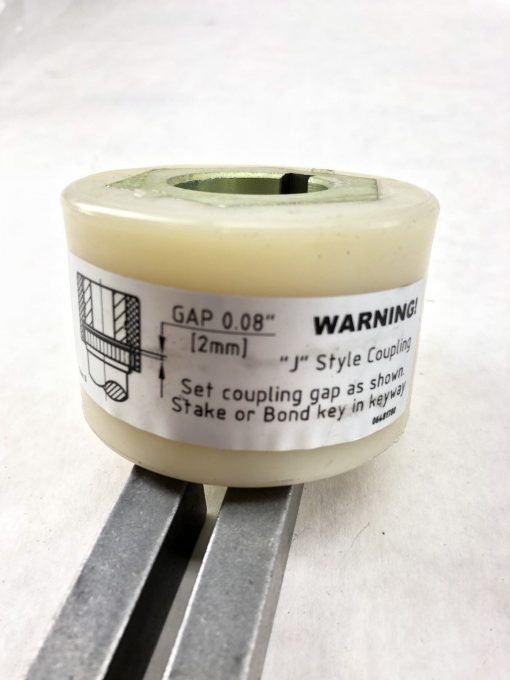 GAP 0.08"
[2mm]
WARNING!
"J" Style Coupling
Set coupling gap as shown.
Stake or Bond key in keyway